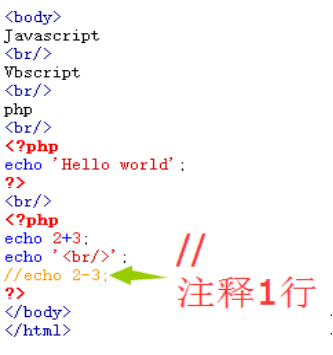 <body>
Javascript
<br/>
Vbscript
<br/>
php
<br/>
<?php
echo 'Hello world';
?>
<br/>
<?php
echo 2+3;
echo '<br/>';
//echo 2-3;
?>
</body>
</html>
//
注释1行